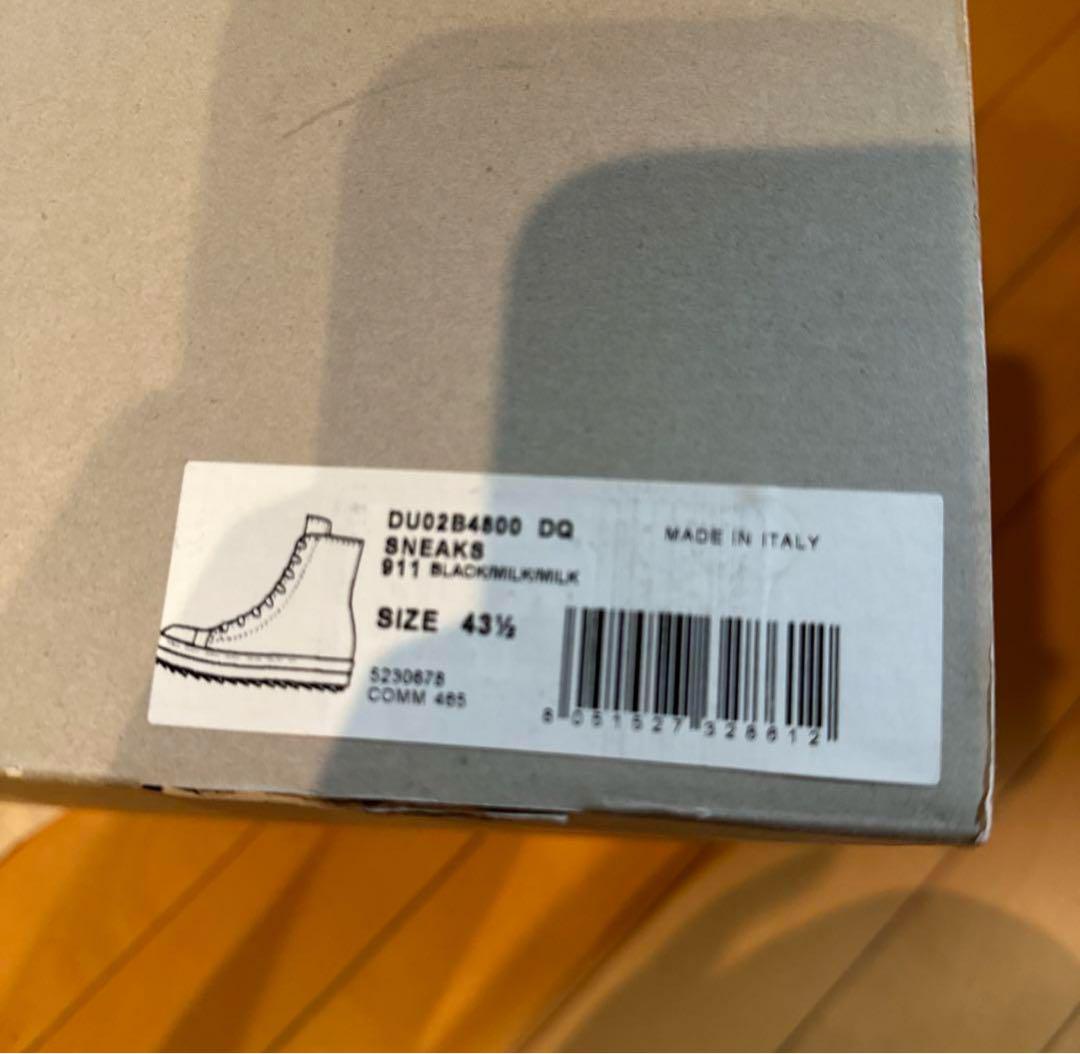 DU02B4800 DQ
SNEAKS
911 BLACK/MILK/MILK
MADE IN ITALY
SIZE 43½
5230678
COMM 465
8 051527 328612